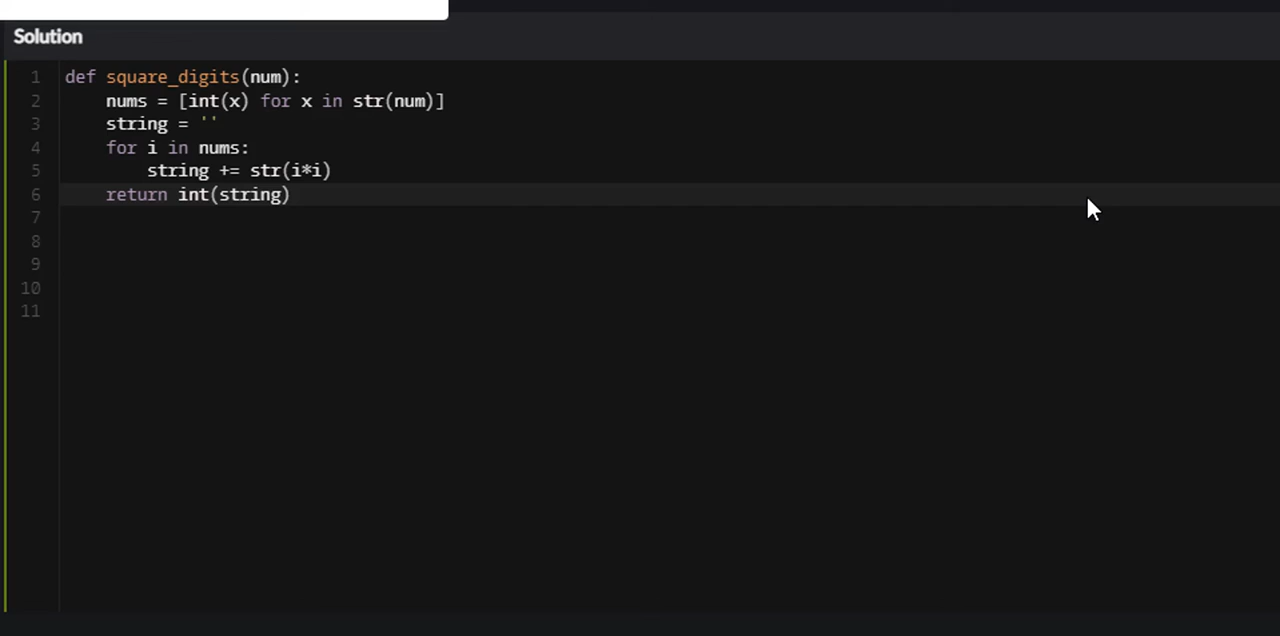 Solution
1 def square_digits(num):
2     nums = [int(x) for x in str(num)]
3     string = ''
4     for i in nums:
5         string += str(i*i)
6     return int(string)
7
8
9
10
11